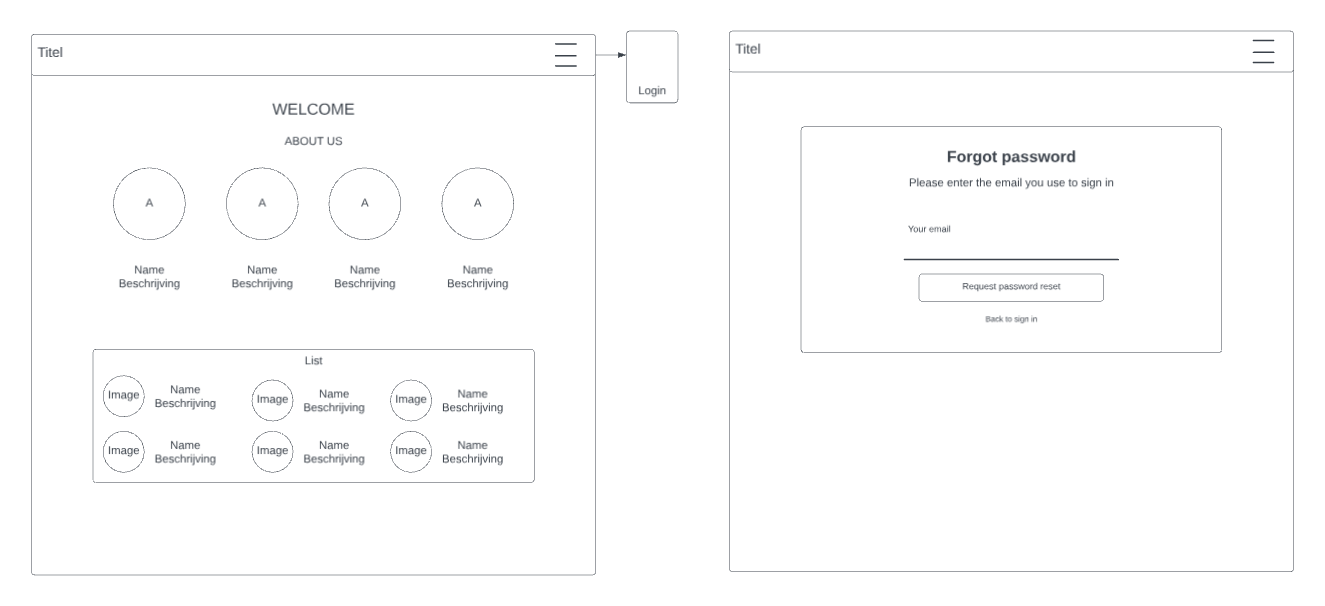 Titel
Login
WELCOME
ABOUT US
A A A A
Name Name Name Name
Beschrijving Beschrijving Beschrijving Beschrijving
List
Image Name Image Name Image Name
Beschrijving Beschrijving Beschrijving
Image Name Image Name Image Name
Beschrijving Beschrijving Beschrijving
Titel
Forgot password
Please enter the email you use to sign in
Your email
Request password reset
Back to sign in